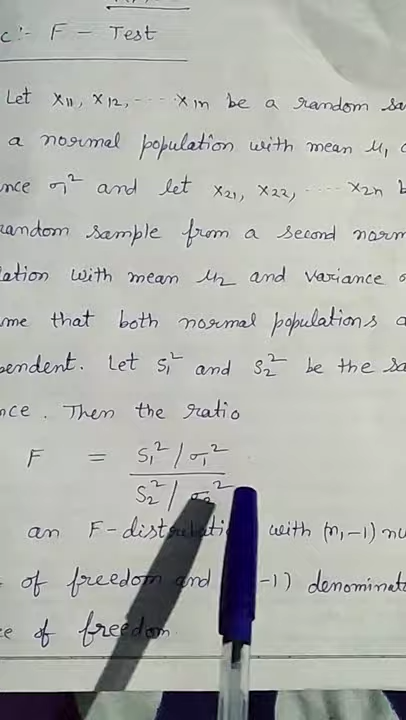 c:- F - Test
Let x11, x12, ----- x1n be a random sa
a normal population with mean μ1
nce σ1² and let x21, x22, ----- x2n b
random sample from a second norm
lation with mean μ2 and variance
me that both normal populations a
pendent. Let S1² and S2² be the sa
nce. Then the ratio
F = S1² / σ1²
S2² / σ2²
an F-distributi with (n1-1) nu
of freedom and -1) denominat
e of freedom.